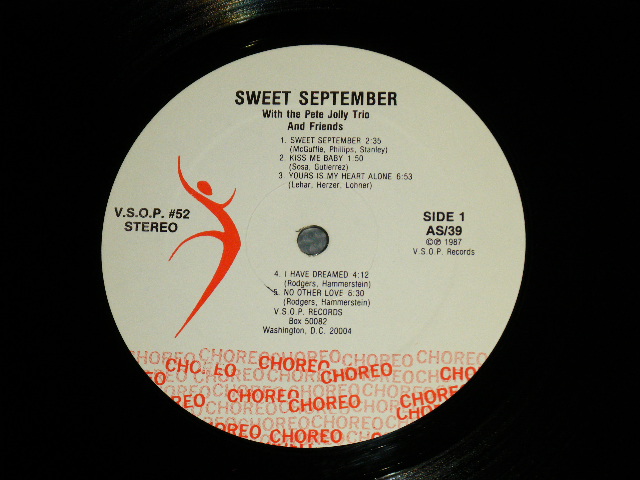 SWEET SEPTEMBER
With the Pete Jolly Trio
And Friends
1. SWEET SEPTEMBER 2:35
(McGuffie, Phillips, Stanley)
2. KISS ME BABY 1:50
(Sosa, Gutierrez)
3. YOURS IS MY HEART ALONE 6:53
(Lehar, Herzer, Lohner)
V.S.O.P. #52
STEREO
SIDE 1
AS/39
©℗ 1987
V.S.O.P. Records
4. I HAVE DREAMED 4:12
(Rodgers, Hammerstein)
5. NO OTHER LOVE 6:30
(Rodgers, Hammerstein)
V.S.O.P. RECORDS
Box 50082
Washington, D.C. 20004
CHOREO CHOREO CHOREO CHOREO CHOREO
CHOREO CHOREO CHOREO
CHOREO CHOREO
CHOREO CHOREO